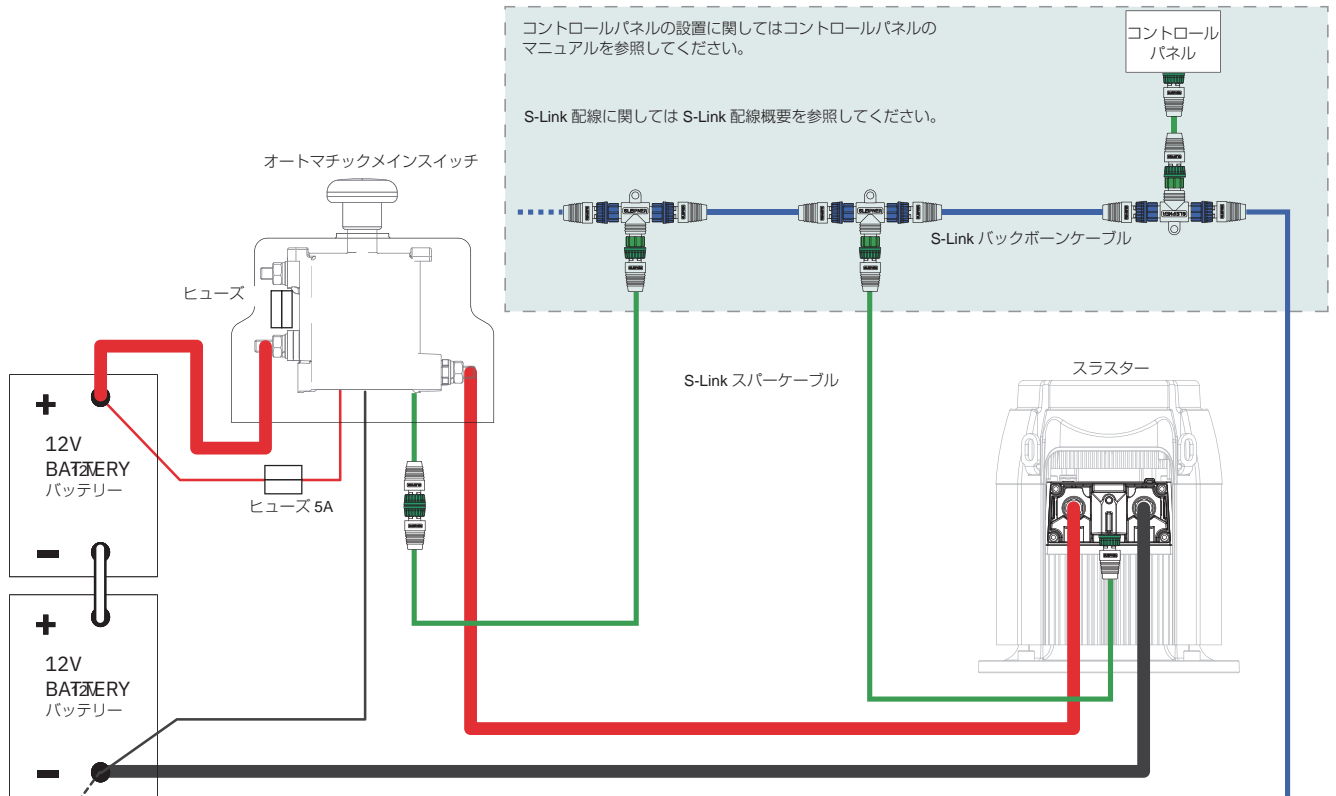 コントロールパネルの設置に関してはコントロールパネルの
マニュアルを参照してください。
コントロール
パネル
S-Link 配線に関しては S-Link 配線概要を参照してください。
オートマチックメインスイッチ
SLEIPNER
SLEIPNER
SLEIPNER
S-Link バックボーンケーブル
ヒューズ
S-Link スパーケーブル
スラスター
+
12V
BATTERY
12V
バッテリー
-
ヒューズ 5A
+
12V
BATTERY
12V
バッテリー
-